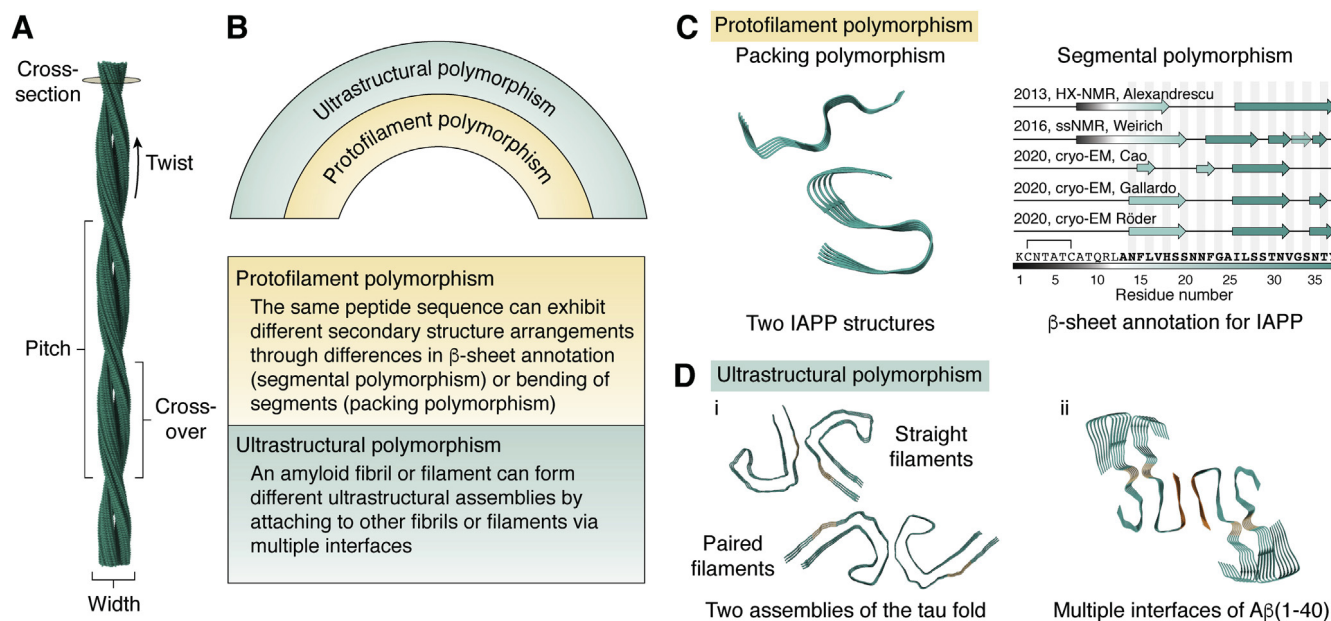 A
Cross-
section
Twist
Pitch
Cross-
over
Width
B
Ultrastructural polymorphism
Protofilament polymorphism
Protofilament polymorphism
The same peptide sequence can exhibit
different secondary structure arrangements
through differences in β-sheet annotation
(segmental polymorphism) or bending of
segments (packing polymorphism)
Ultrastructural polymorphism
An amyloid fibril or filament can form
different ultrastructural assemblies by
attaching to other fibrils or filaments via
multiple interfaces
C
Protofilament polymorphism
Packing polymorphism
Two IAPP structures
Segmental polymorphism
2013, HX-NMR, Alexandrescu
2016, ssNMR, Weirich
2020, cryo-EM, Cao
2020, cryo-EM, Gallardo
2020, cryo-EM Röder
KCNTATCATQRLANFLVHSSNNFGAILSSTNVGSNTY
1 5 10 15 20 25 30 35
Residue number
β-sheet annotation for IAPP
D
Ultrastructural polymorphism
i
Straight
filaments
Paired
filaments
Two assemblies of the tau fold
ii
Multiple interfaces of Aβ(1-40)